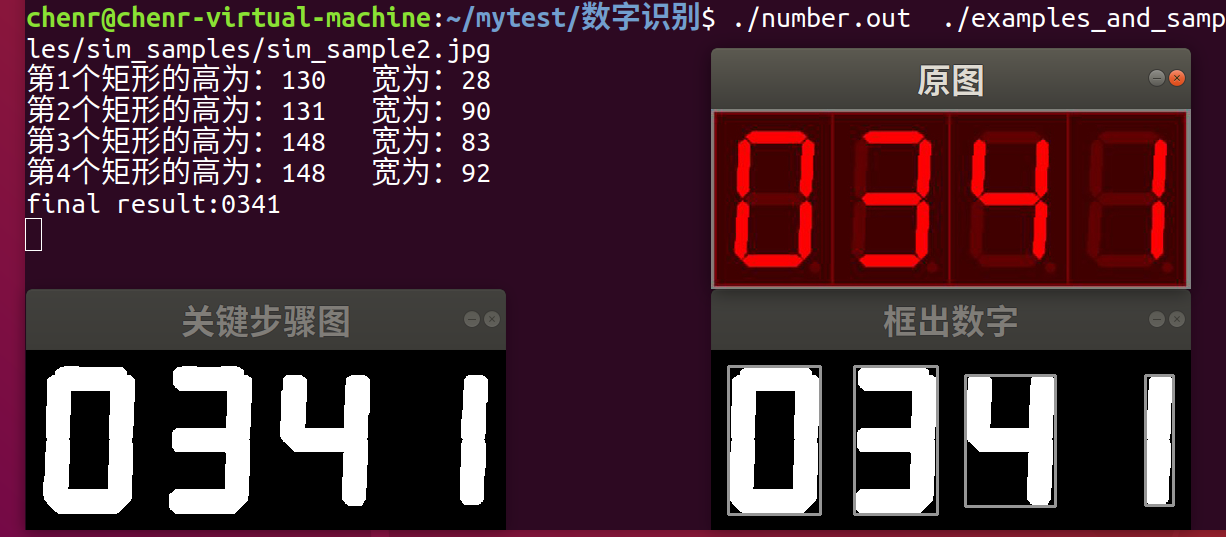 chenr@chenr-virtual-machine:~/mytest/数字识别$ ./number.out  ./examples_and_samp
les/sim_samples/sim_sample2.jpg
第1个矩形的高为：130   宽为：28
第2个矩形的高为：131   宽为：90
第3个矩形的高为：148   宽为：83
第4个矩形的高为：148   宽为：92
final result:0341
原图
0341
关键步骤图
0341
框出数字
0341